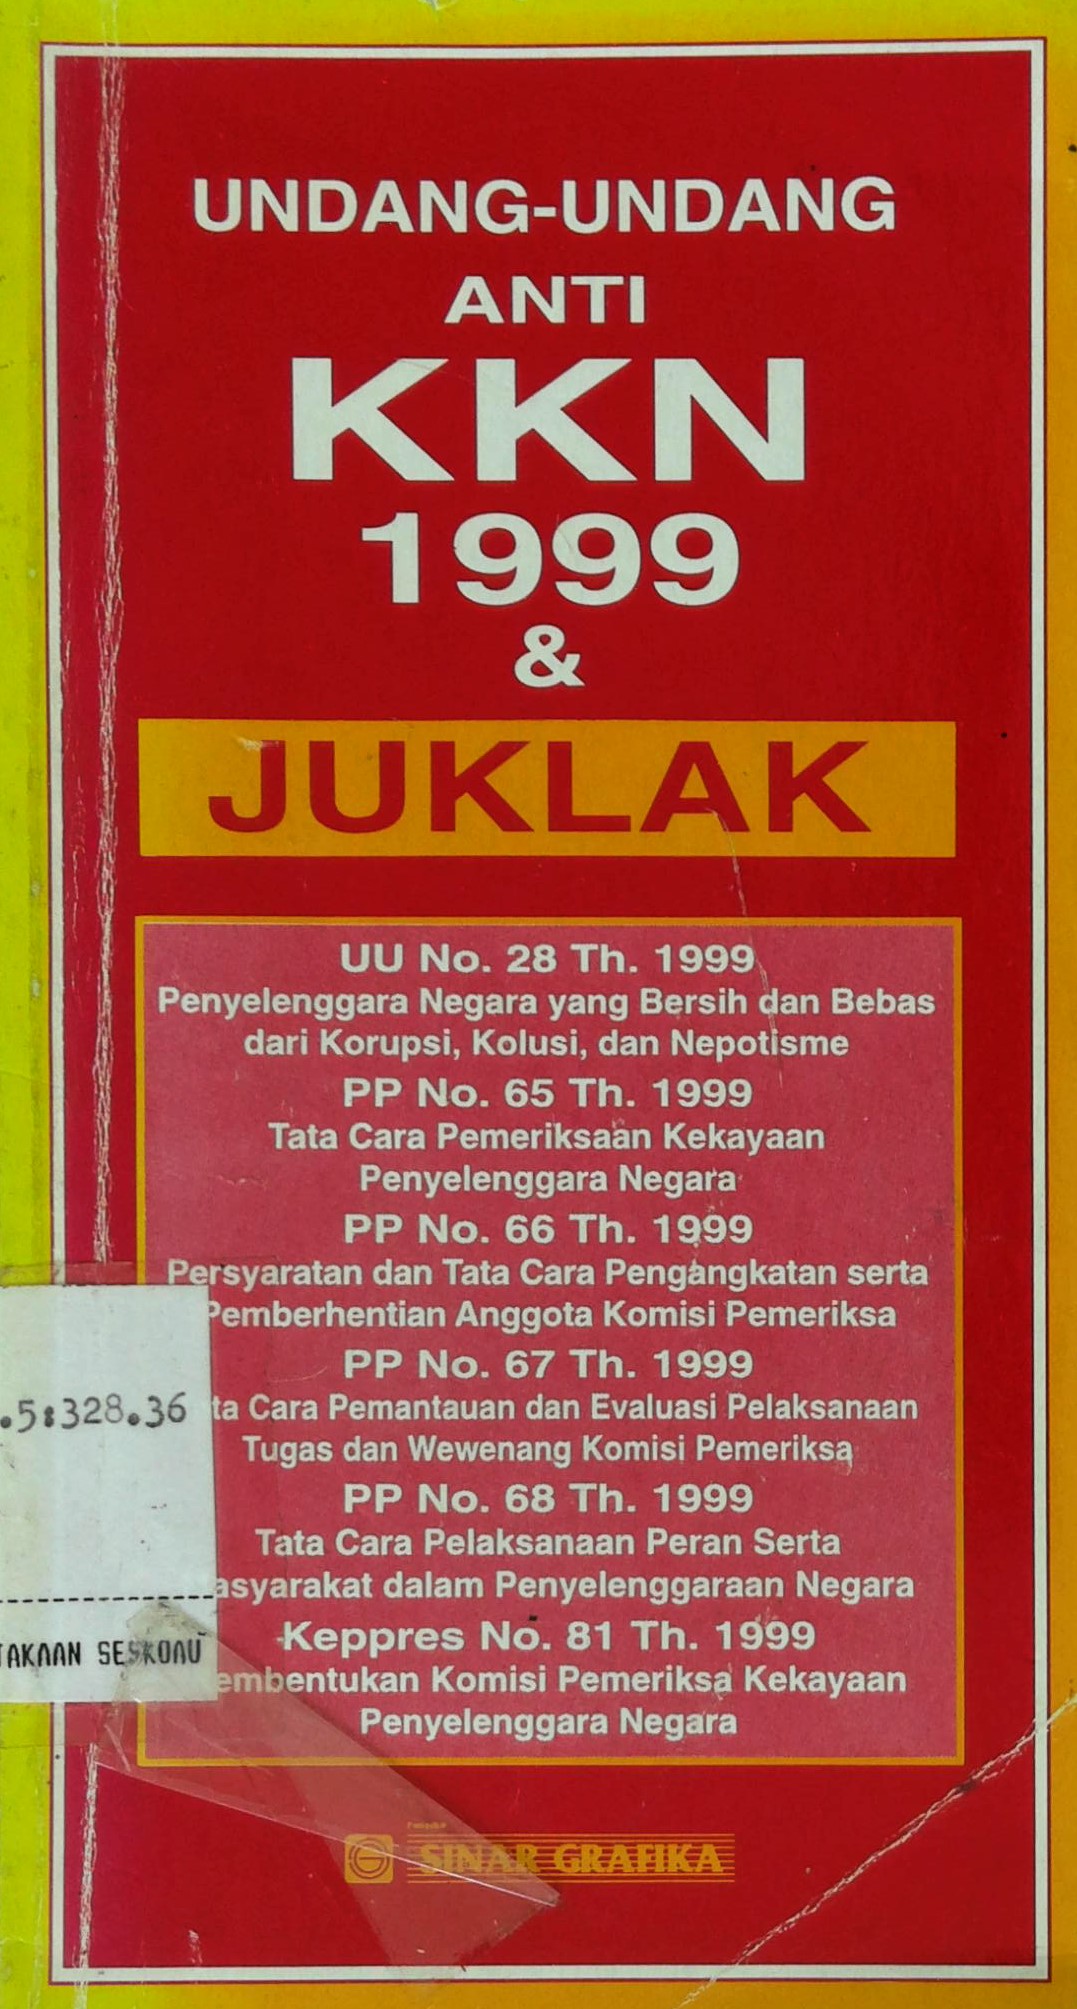 UNDANG-UNDANG
ANTI
KKN
1999
&
JUKLAK
UU No. 28 Th. 1999
Penyelenggara Negara yang Bersih dan Bebas
dari Korupsi, Kolusi, dan Nepotisme
PP No. 65 Th. 1999
Tata Cara Pemeriksaan Kekayaan
Penyelenggara Negara
PP No. 66 Th. 1999
Persyaratan dan Tata Cara Pengangkatan serta
Pemberhentian Anggota Komisi Pemeriksa
PP No. 67 Th. 1999
ta Cara Pemantauan dan Evaluasi Pelaksanaan
Tugas dan Wewenang Komisi Pemeriksa
PP No. 68 Th. 1999
Tata Cara Pelaksanaan Peran Serta
asyarakat dalam Penyelenggaraan Negara
Keppres No. 81 Th. 1999
embentukan Komisi Pemeriksa Kekayaan
Penyelenggara Negara
.5:328.36
TAKAAN SESKOAU
SINAR GRAFIKA